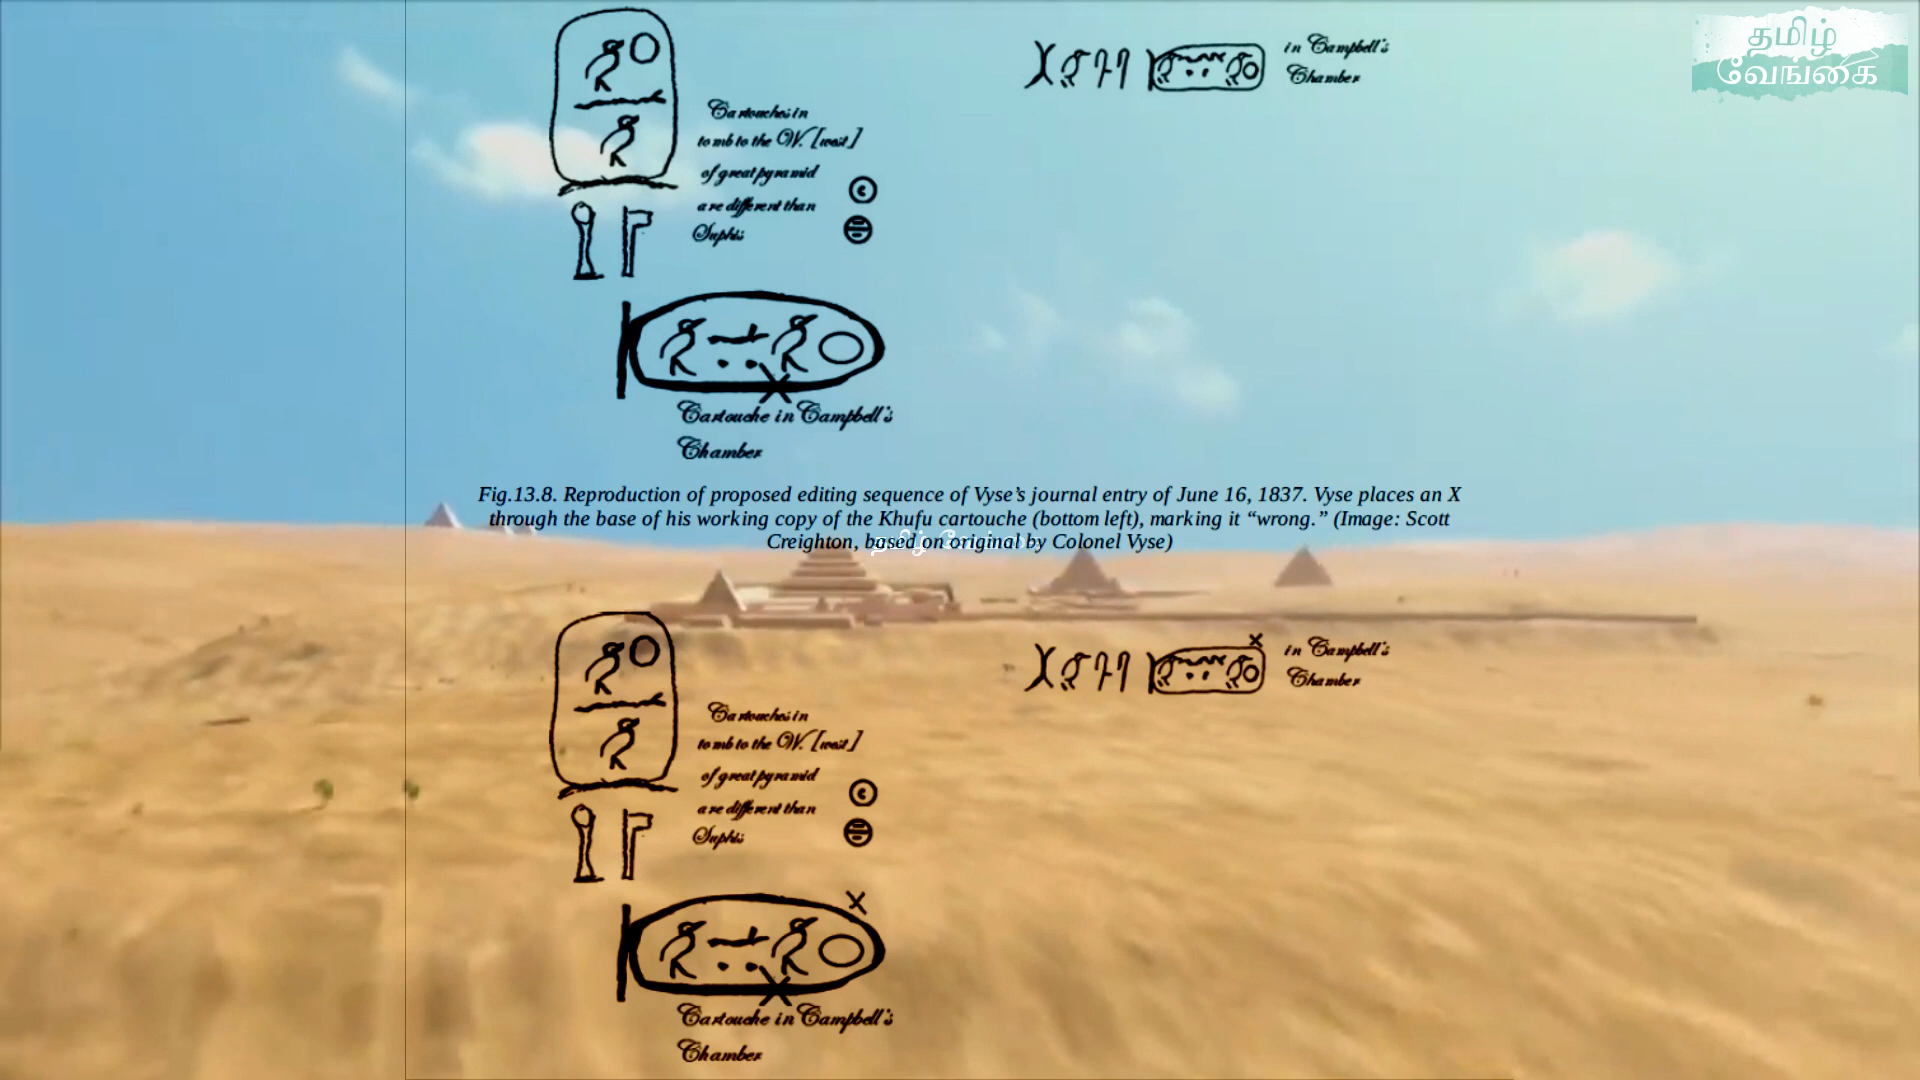 Cartouches in
tomb to the W. [west]
of great pyramid
are different than
Suphis
in Campbell's
Chamber
தமிழ்
வேங்கை
Cartouche in Campbell's
Chamber
Fig.13.8. Reproduction of proposed editing sequence of Vyse’s journal entry of June 16, 1837. Vyse places an X
through the base of his working copy of the Khufu cartouche (bottom left), marking it “wrong.” (Image: Scott
Creighton, based on original by Colonel Vyse)
Cartouches in
tomb to the W. [west]
of great pyramid
are different than
Suphis
in Campbell's
Chamber
Cartouche in Campbell's
Chamber